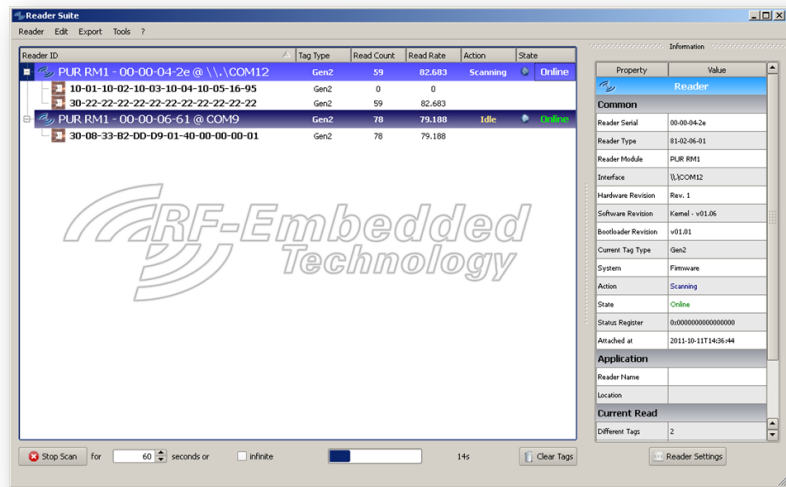 Reader Suite
Reader Edit Export Tools ?
Reader ID Tag Type Read Count Read Rate Action State
PUR RM1 - 00-00-04-2e @ \\.\COM12 Gen2 59 82.683 Scanning Online
10-01-10-02-10-03-10-04-10-05-16-95 Gen2 0 0
30-22-22-22-22-22-22-22-22-22-22-22 Gen2 59 82.683
PUR RM1 - 00-00-06-61 @ COM9 Gen2 78 79.188 Idle Online
30-08-33-B2-DD-D9-01-40-00-00-00-01 Gen2 78 79.188
RF-Embedded
Technology
Stop Scan for 60 seconds or infinite 14s Clear Tags
Information
Property Value
Reader
Common
Reader Serial 00-00-04-2e
Reader Type 81-02-06-01
Reader Module PUR RM1
Interface \\.\COM12
Hardware Revision Rev. 1
Software Revision Kernel - v01.06
Bootloader Revision v01.01
Current Tag Type Gen2
System Firmware
Action Scanning
State Online
Status Register 0x0000000000000000
Attached at 2011-10-11T14:36:44
Application
Reader Name
Location
Current Read
Different Tags 2
Reader Settings